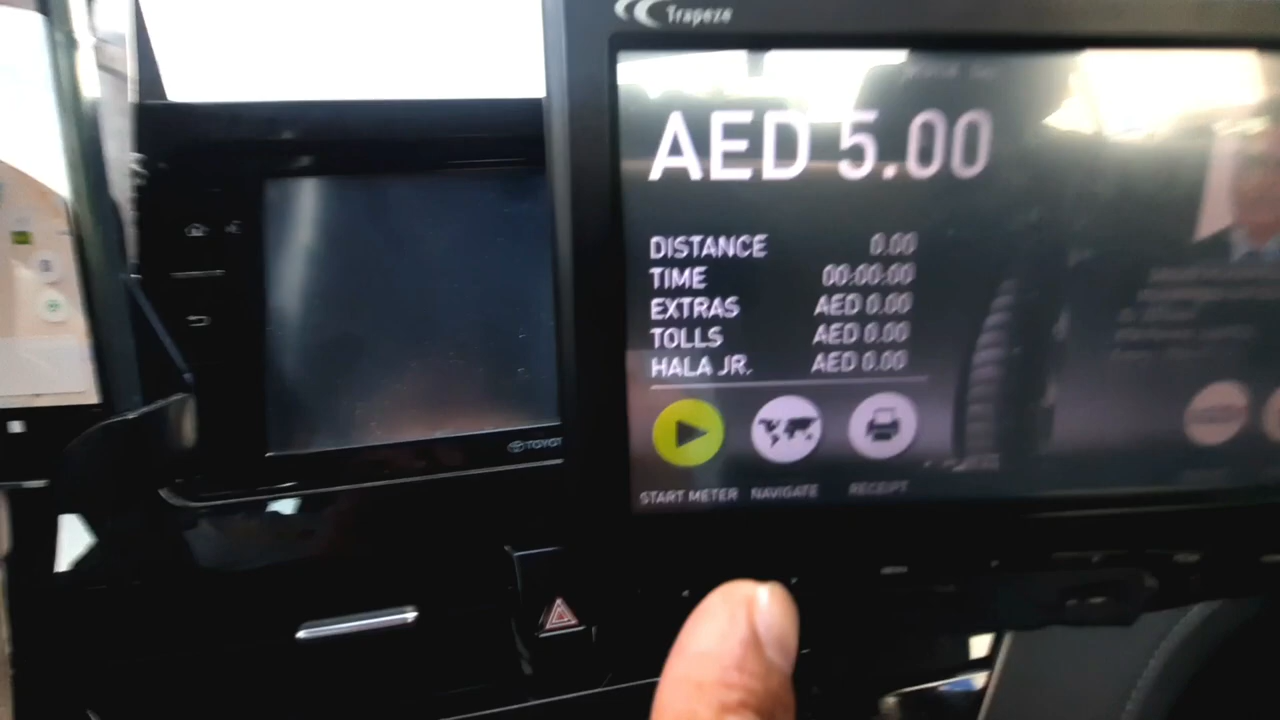 Trapeze
AED 5.00
DISTANCE 0.00
TIME 00:00:00
EXTRAS AED 0.00
TOLLS AED 0.00
HALA JR. AED 0.00
START METER NAVIGATE RECEIPT
TOYOT